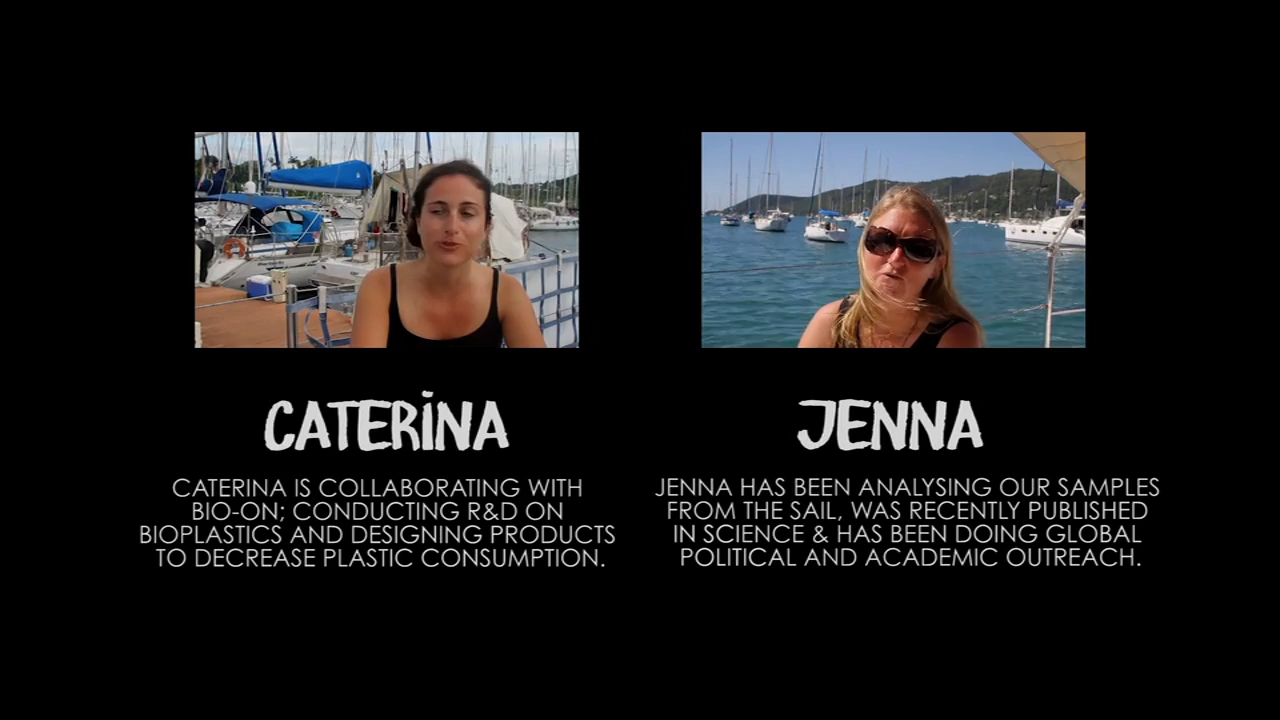 CATERINA
CATERINA IS COLLABORATING WITH
BIO-ON; CONDUCTING R&D ON
BIOPLASTICS AND DESIGNING PRODUCTS
TO DECREASE PLASTIC CONSUMPTION.
JENNA
JENNA HAS BEEN ANALYSING OUR SAMPLES
FROM THE SAIL, WAS RECENTLY PUBLISHED
IN SCIENCE & HAS BEEN DOING GLOBAL
POLITICAL AND ACADEMIC OUTREACH.